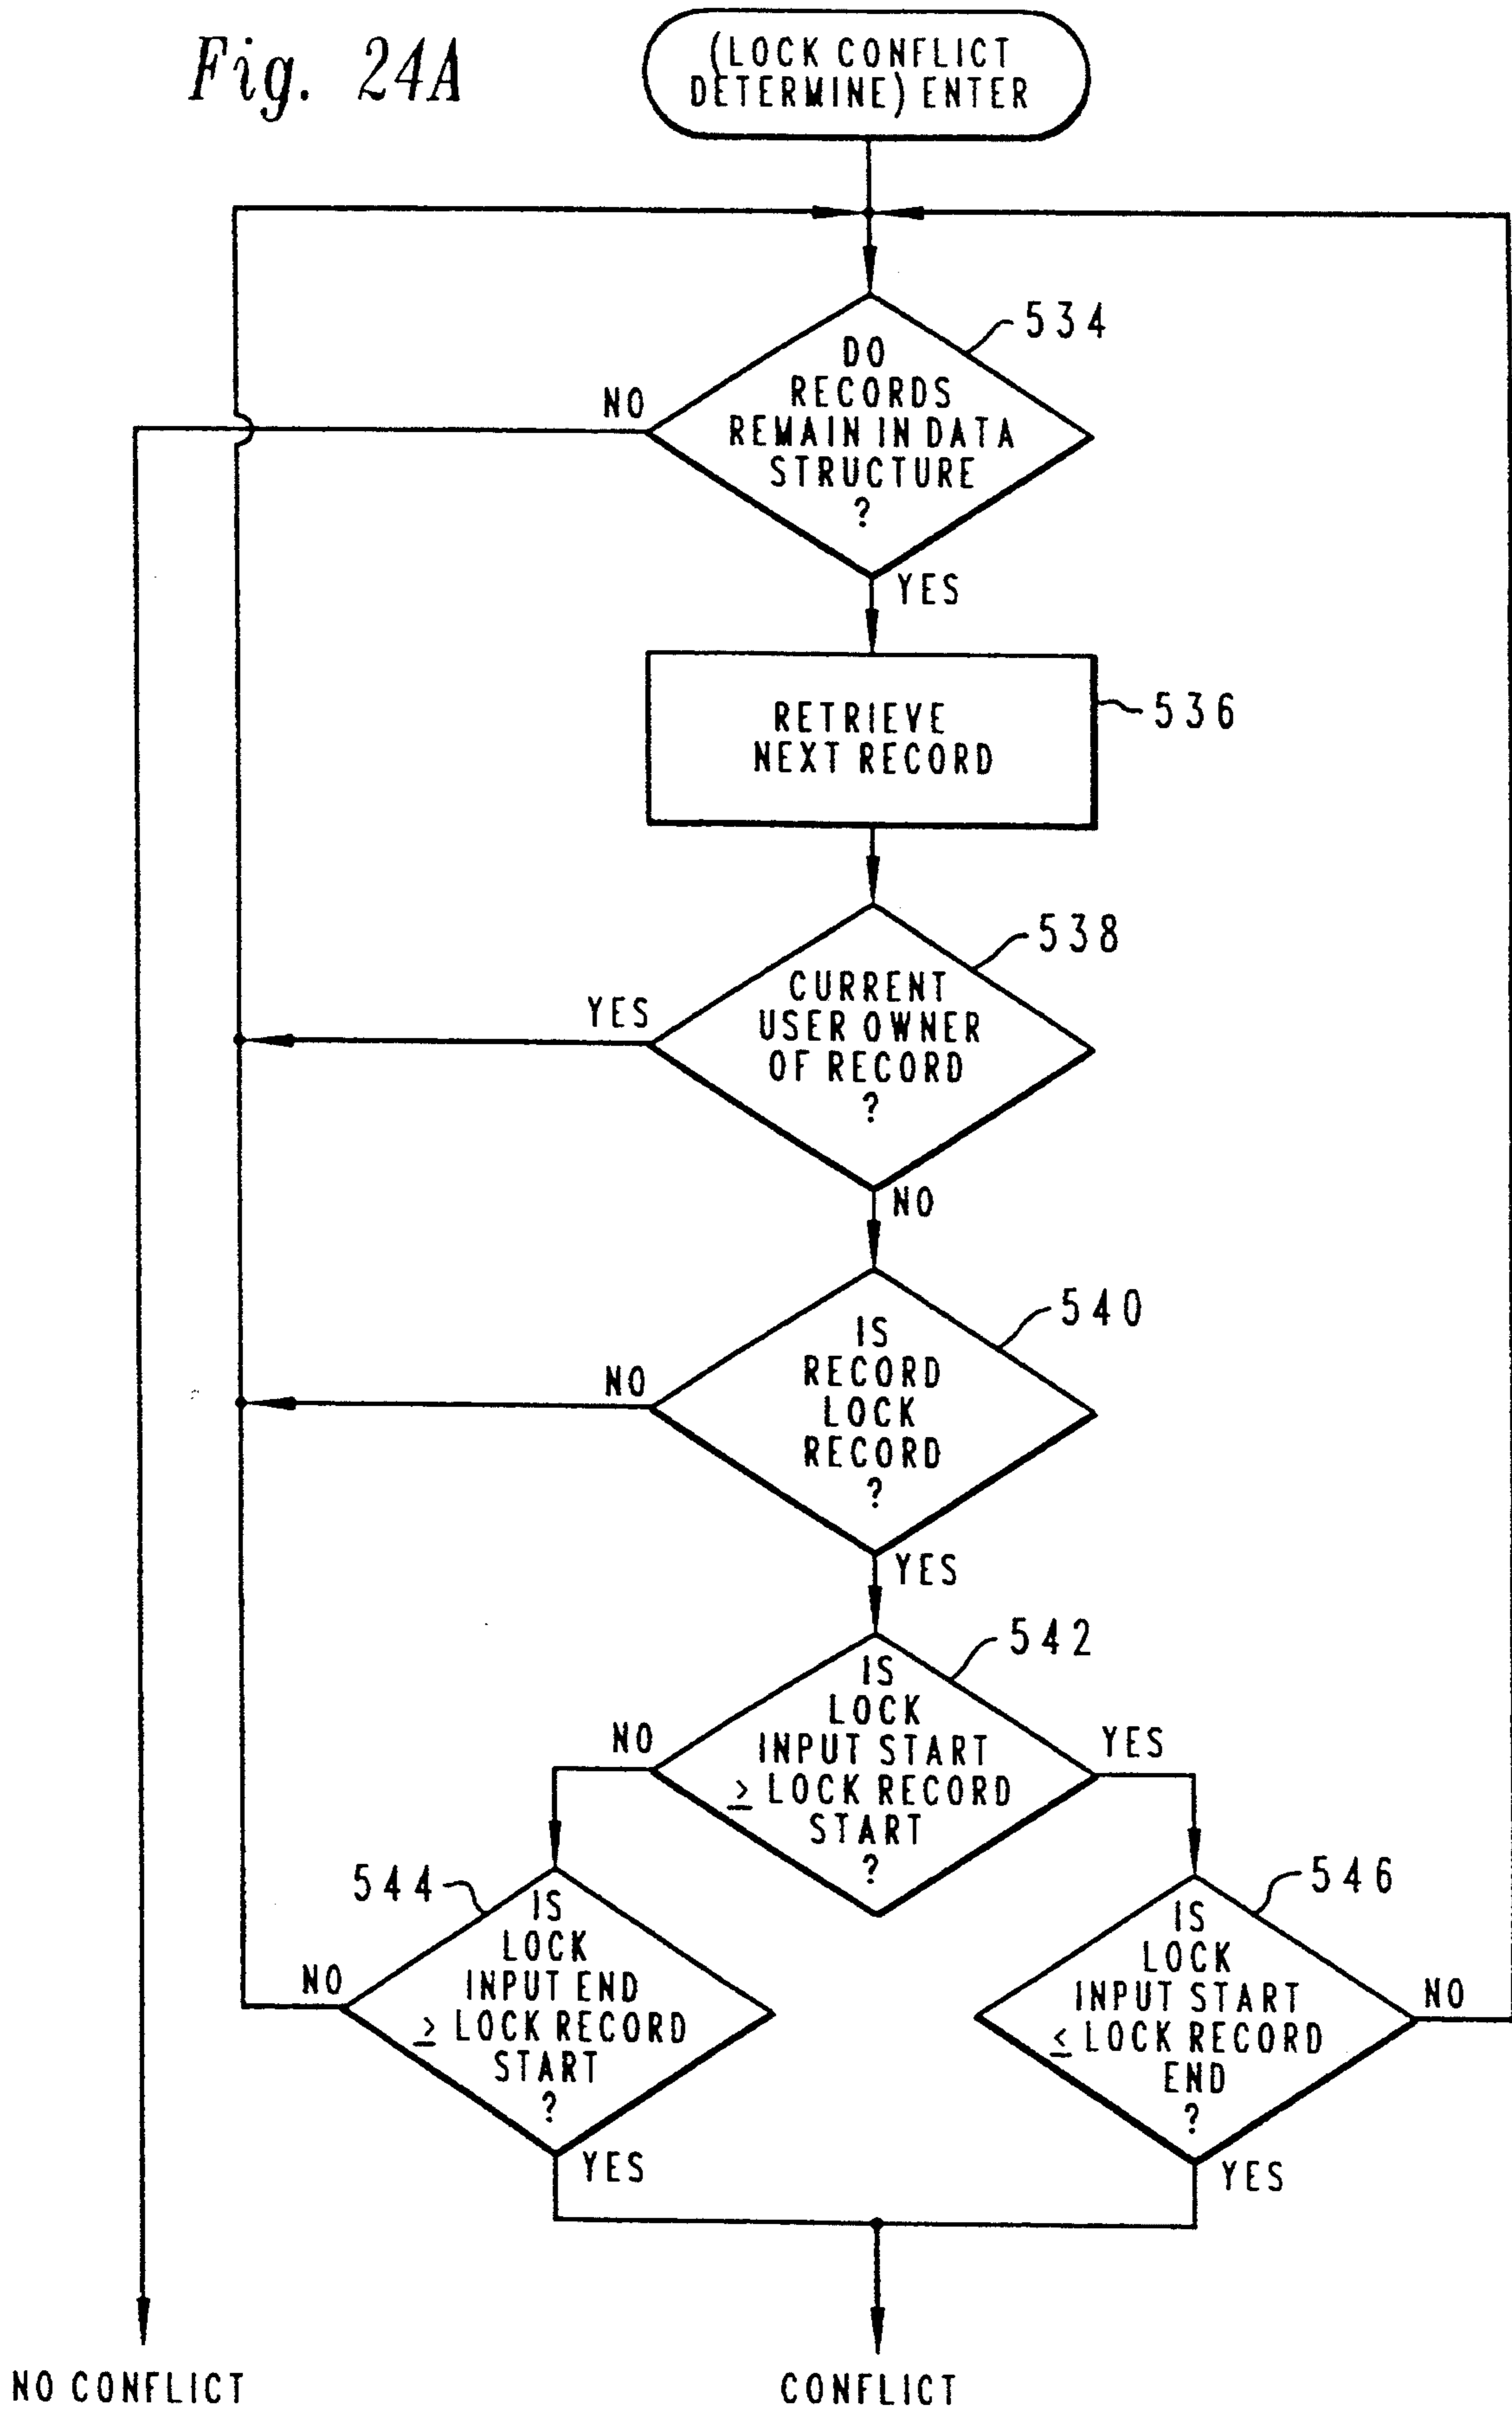 Fig. 24A
(LOCK CONFLICT
DETERMINE) ENTER
534
DO
RECORDS
REMAIN IN DATA
STRUCTURE
?
NO
YES
536
RETRIEVE
NEXT RECORD
538
CURRENT
USER OWNER
OF RECORD
?
YES
NO
540
IS
RECORD
LOCK
RECORD
?
NO
YES
542
IS
LOCK
INPUT START
≥ LOCK RECORD
START
?
NO
YES
544
IS
LOCK
INPUT END
≥ LOCK RECORD
START
?
NO
YES
546
IS
LOCK
INPUT START
≤ LOCK RECORD
END
?
NO
YES
NO CONFLICT
CONFLICT